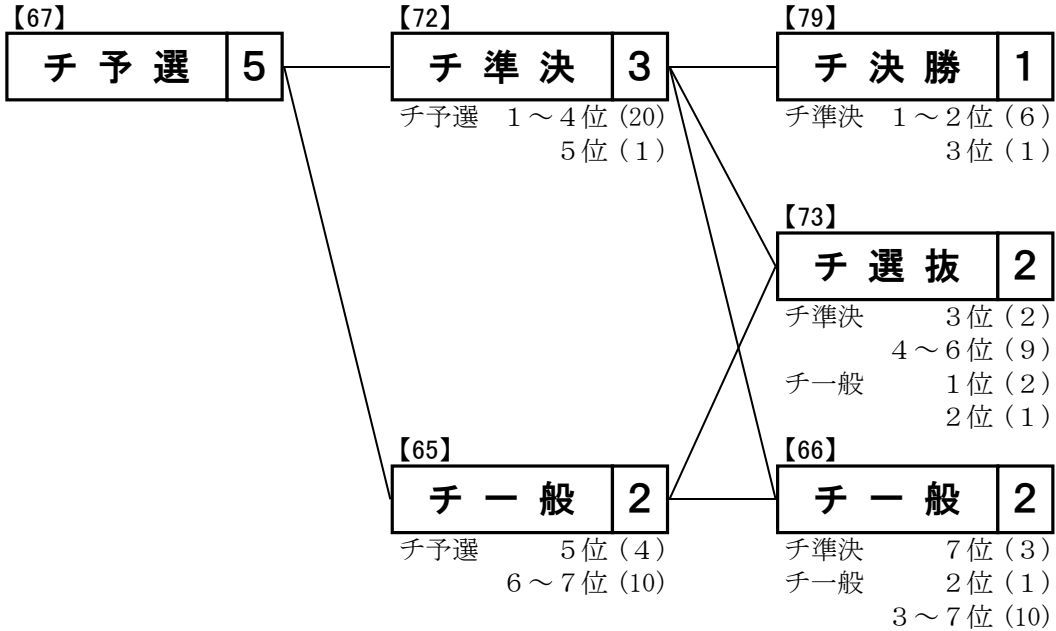 【67】
チ 予 選 5
【72】
チ 準 決 3
チ予選 1～4位(20)
5位(1)
【79】
チ 決 勝 1
チ準決 1～2位(6)
3位(1)
【73】
チ 選 抜 2
チ準決 3位(2)
4～6位(9)
チ一般 1位(2)
2位(1)
【65】
チ 一 般 2
チ予選 5位(4)
6～7位(10)
【66】
チ 一 般 2
チ準決 7位(3)
チ一般 2位(1)
3～7位(10)